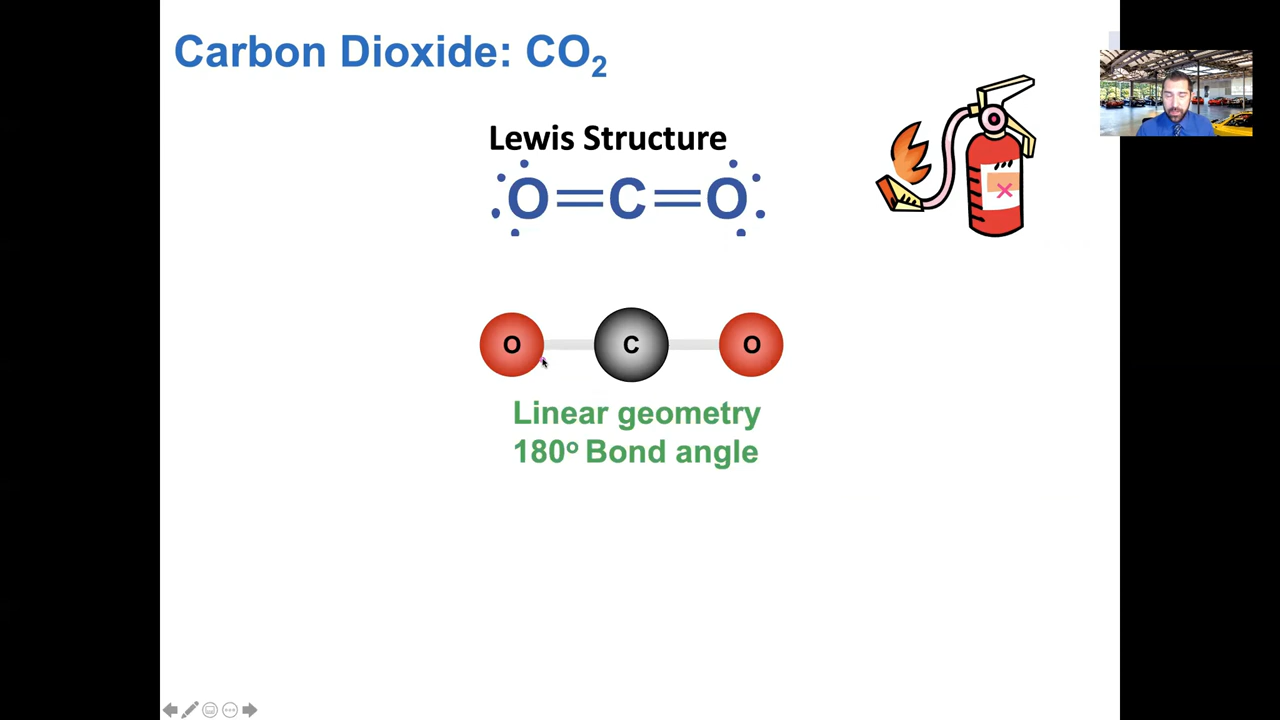 Carbon Dioxide: CO₂
Lewis Structure
O=C=O
O C O
Linear geometry
180º Bond angle